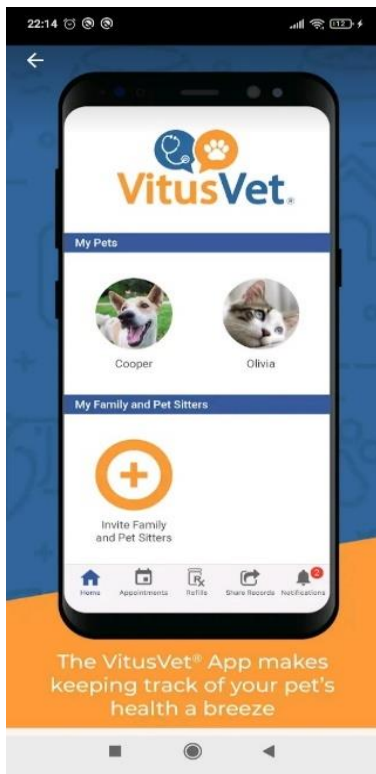 22:14
112
VitusVet®
My Pets
Cooper
Olivia
My Family and Pet Sitters
Invite Family
and Pet Sitters
2
Home
Appointments
Refills
Share Records
Notifications
The VitusVet® App makes
keeping track of your pet's
health a breeze